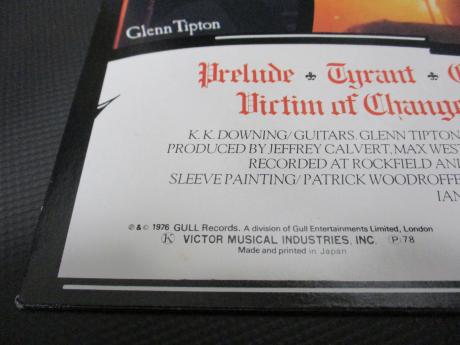 Glenn Tipton
Prelude ✤ Tyrant ✤
Victim of Change
K. K. DOWNING/ GUITARS, GLENN TIPTON
PRODUCED BY JEFFREY CALVERT, MAX WEST
RECORDED AT ROCKFIELD AND
SLEEVE PAINTING/ PATRICK WOODROFFE
IAN
℗ & © 1976 GULL Records. A division of Gull Entertainments Limited, London
Ⓚ VICTOR MUSICAL INDUSTRIES, INC. Ⓟ78
Made and printed in Japan